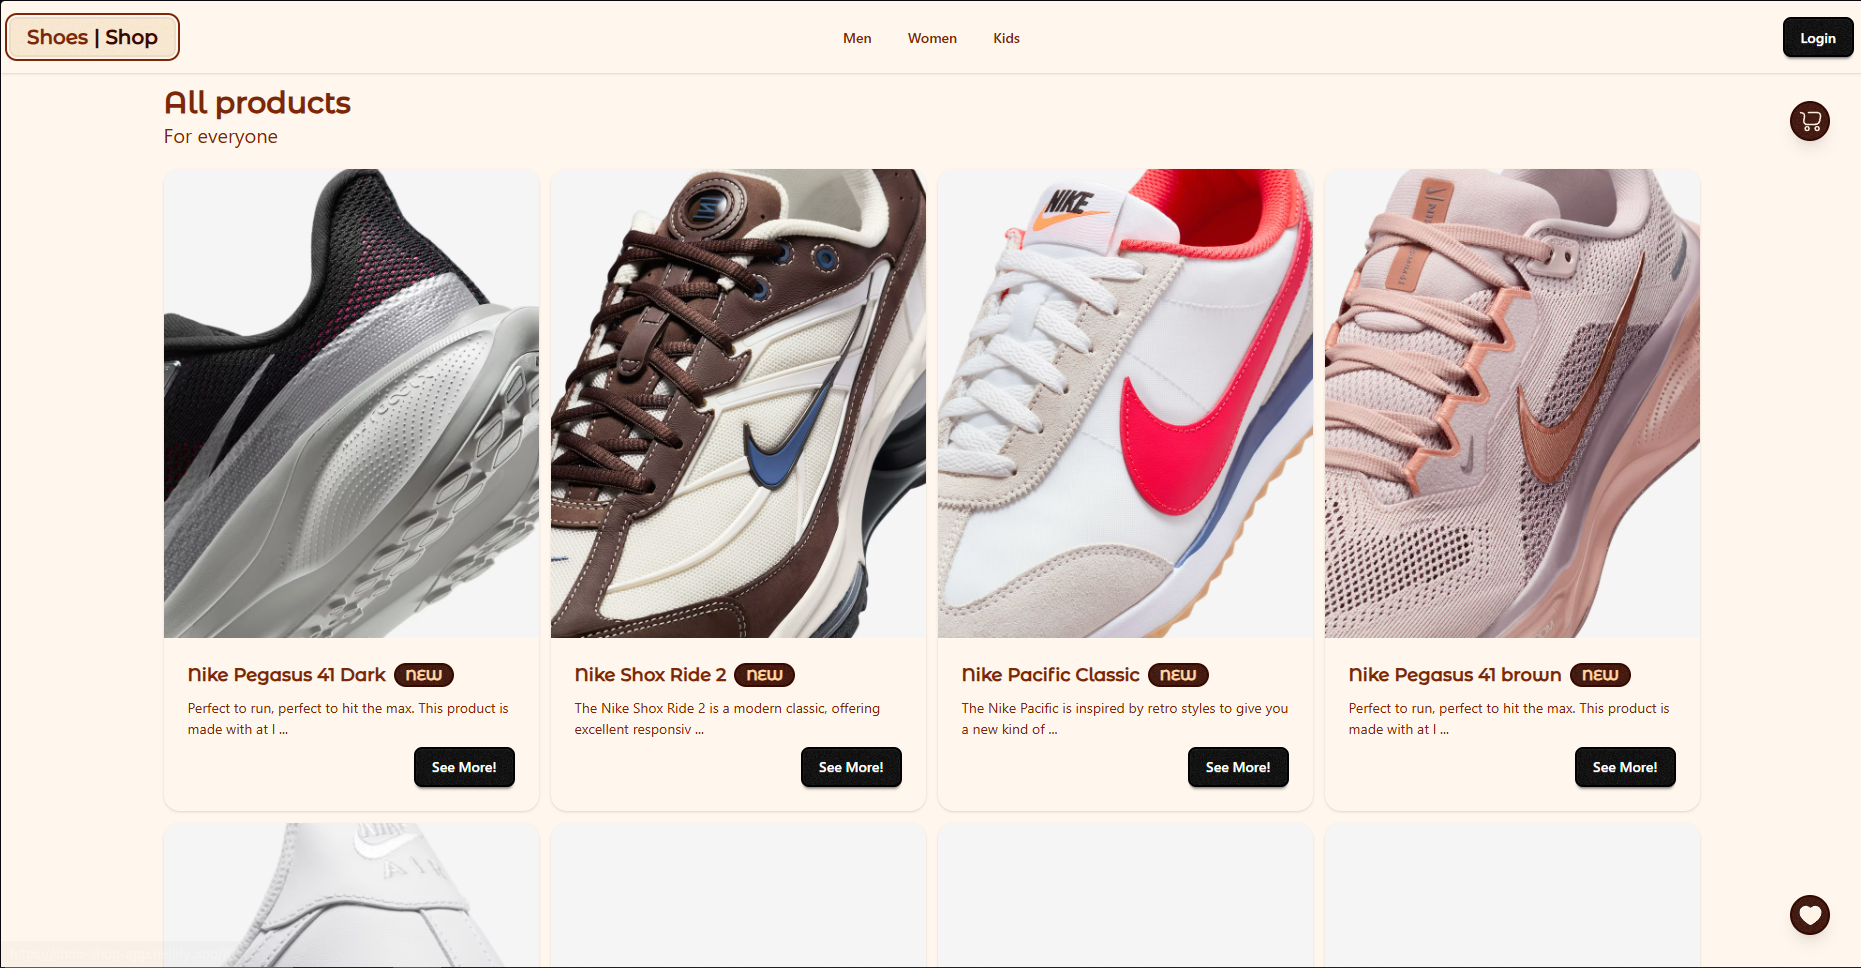 Shoes | Shop
Men
Women
Kids
Login
All products
For everyone
NIKE
Nike Pegasus 41 Dark NEW
Perfect to run, perfect to hit the max. This product is
made with at l ...
See More!
Nike Shox Ride 2 NEW
The Nike Shox Ride 2 is a modern classic, offering
excellent responsiv ...
See More!
Nike Pacific Classic NEW
The Nike Pacific is inspired by retro styles to give you
a new kind of ...
See More!
Nike Pegasus 41 brown NEW
Perfect to run, perfect to hit the max. This product is
made with at l ...
See More!